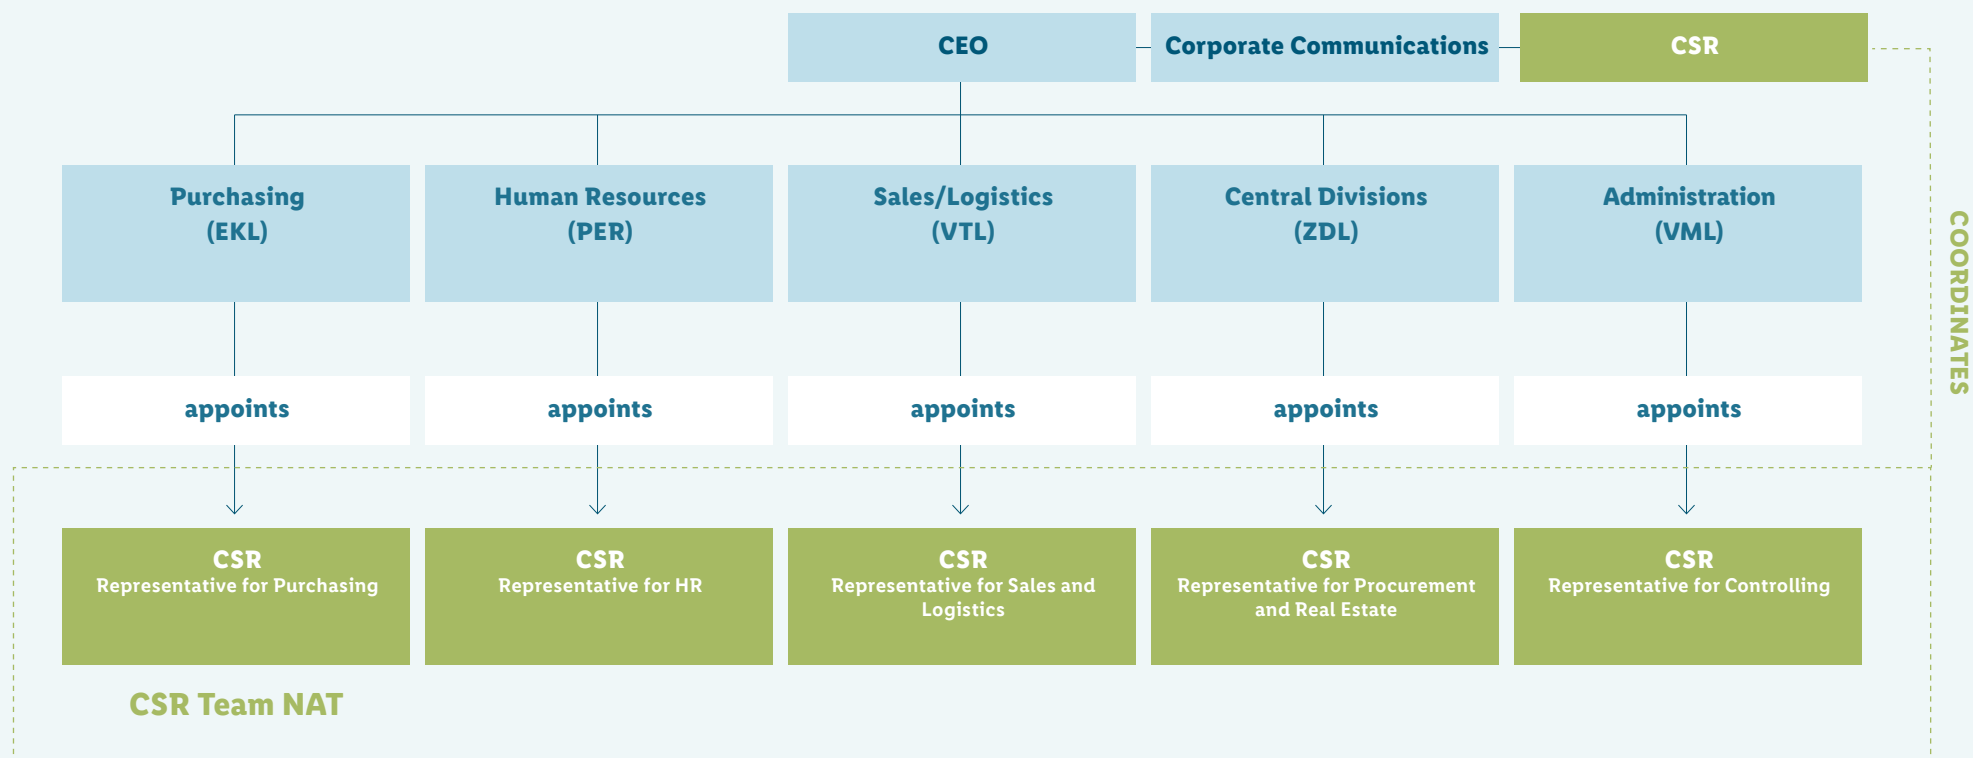 CEO
Corporate Communications
CSR
Purchasing
(EKL)
Human Resources
(PER)
Sales/Logistics
(VTL)
Central Divisions
(ZDL)
Administration
(VML)
COORDINATES
appoints
appoints
appoints
appoints
appoints
CSR
Representative for Purchasing
CSR
Representative for HR
CSR
Representative for Sales and
Logistics
CSR
Representative for Procurement
and Real Estate
CSR
Representative for Controlling
CSR Team NAT